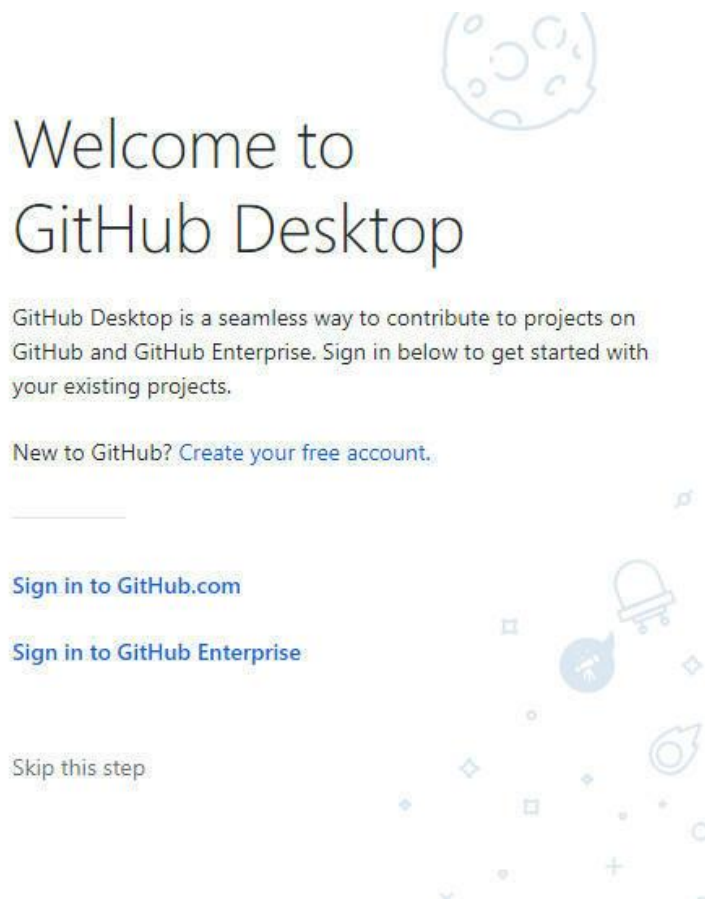 Welcome to
GitHub Desktop
GitHub Desktop is a seamless way to contribute to projects on
GitHub and GitHub Enterprise. Sign in below to get started with
your existing projects.
New to GitHub? Create your free account.
Sign in to GitHub.com
Sign in to GitHub Enterprise
Skip this step